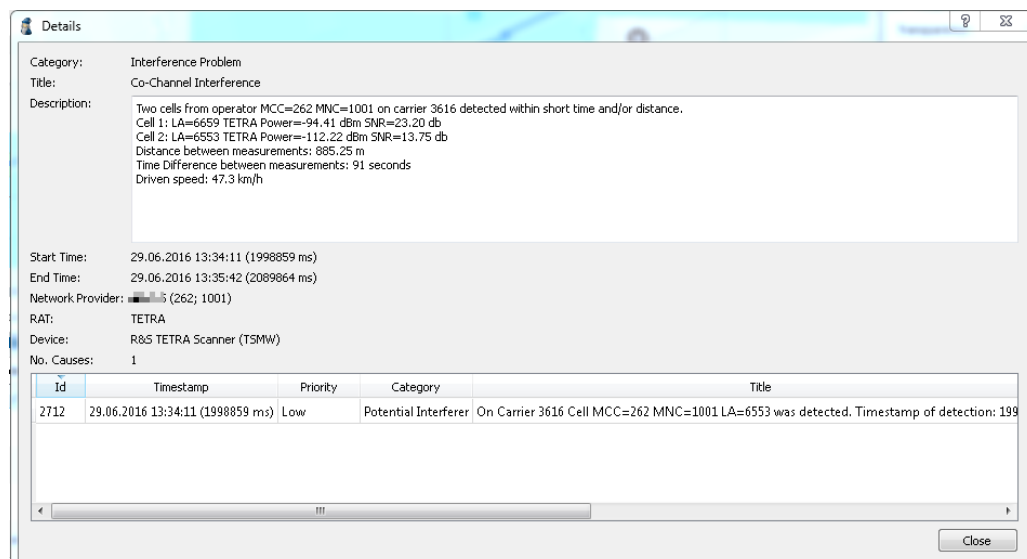 Details
Category: Interference Problem
Title: Co-Channel Interference
Description: Two cells from operator MCC=262 MNC=1001 on carrier 3616 detected within short time and/or distance.
Cell 1: LA=6659 TETRA Power=-94.41 dBm SNR=23.20 db
Cell 2: LA=6553 TETRA Power=-112.22 dBm SNR=13.75 db
Distance between measurements: 885.25 m
Time Difference between measurements: 91 seconds
Driven speed: 47.3 km/h
Start Time: 29.06.2016 13:34:11 (1998859 ms)
End Time: 29.06.2016 13:35:42 (2089864 ms)
Network Provider: (262; 1001)
RAT: TETRA
Device: R&S TETRA Scanner (TSMW)
No. Causes: 1
Id Timestamp Priority Category Title
2712 29.06.2016 13:34:11 (1998859 ms) Low Potential Interferer On Carrier 3616 Cell MCC=262 MNC=1001 LA=6553 was detected. Timestamp of detection: 199
Close